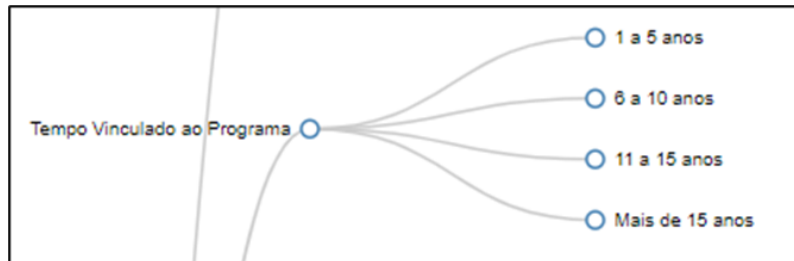 1 a 5 anos
6 a 10 anos
Tempo Vinculado ao Programa
11 a 15 anos
Mais de 15 anos